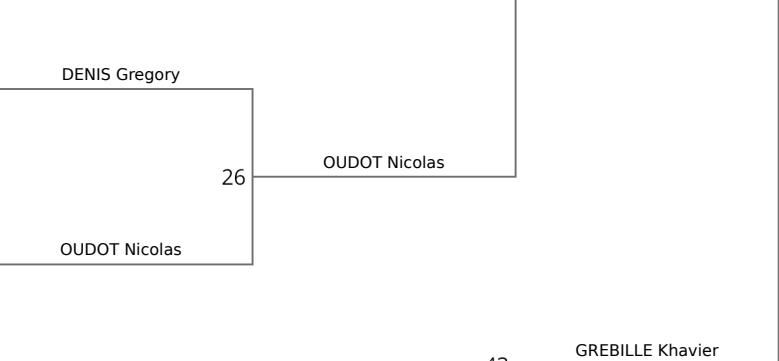 DENIS Gregory
OUDOT Nicolas
26
OUDOT Nicolas
GREBILLE Khavier